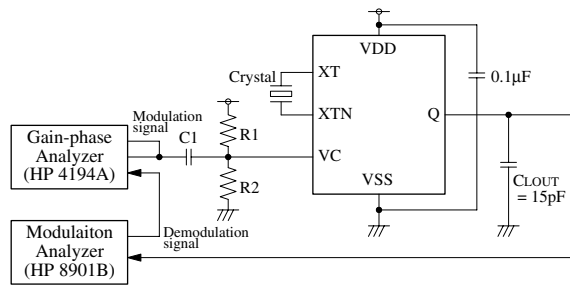 VDD
XT
Crystal
XTN
0.1µF
Modulation
signal
C1
R1
Q
Gain-phase
Analyzer
(HP 4194A)
VC
R2
VSS
CLOUT
= 15pF
Modulaiton
Analyzer
(HP 8901B)
Demodulation
signal